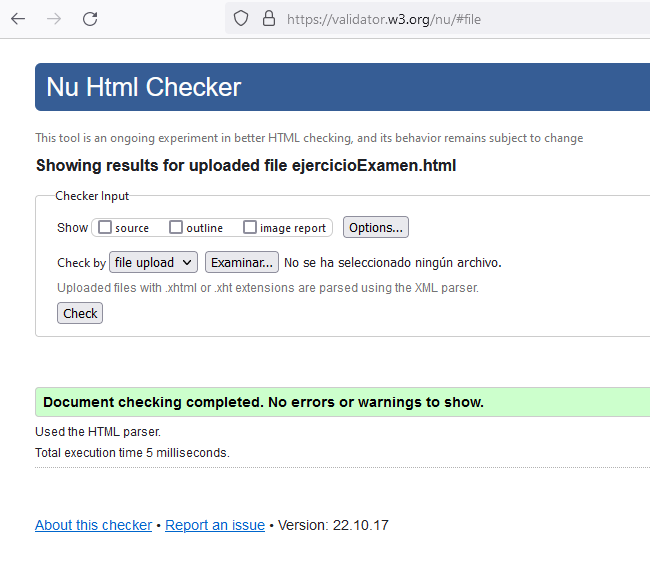 https://validator.w3.org/nu/#file
Nu Html Checker
This tool is an ongoing experiment in better HTML checking, and its behavior remains subject to change
Showing results for uploaded file ejercicioExamen.html
Checker Input
Show source outline image report Options...
Check by file upload Examinar... No se ha seleccionado ningún archivo.
Uploaded files with .xhtml or .xht extensions are parsed using the XML parser.
Check
Document checking completed. No errors or warnings to show.
Used the HTML parser.
Total execution time 5 milliseconds.
About this checker • Report an issue • Version: 22.10.17